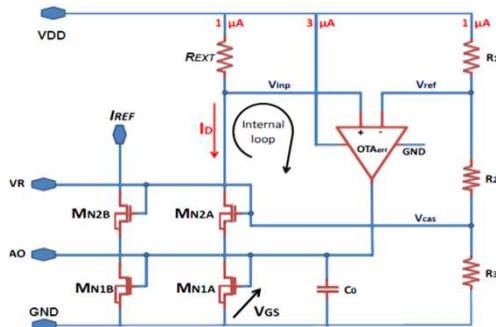 1 μA 3 μA 1 μA
VDD
REXT
R1
Vinp Vref
IREF
+ -
ID
Internal
loop
OTAerr
GND
VR
R2
MN2B MN2A
Vcas
AO
MN1B MN1A
C0
R3
VGS
GND